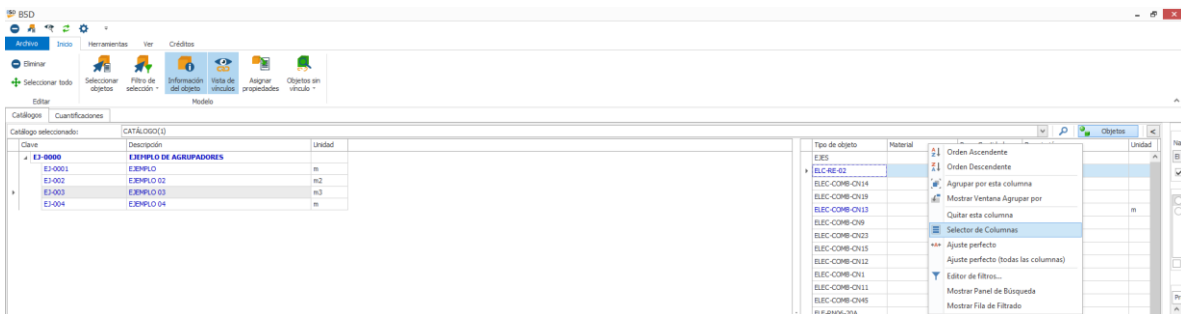 BSD
Archivo Inicio Herramientas Ver Créditos
Eliminar
Seleccionar todo
Editar
Seleccionar objetos
Filtro de selección
Información del objeto
Vista de vínculos
Asignar propiedades
Objetos sin vínculo
Modelo
Catálogos Cuantificaciones
Catálogo seleccionado: CATÁLOGO(1) Objetos <
Clave Descripción Unidad
EJ-0000 EJEMPLO DE AGRUPADORES
EJ-0001 EJEMPLO m
EJ-002 EJEMPLO 02 m2
EJ-003 EJEMPLO 03 m3
EJ-004 EJEMPLO 04 m
Tipo de objeto Material Unidad
EJES
ELC-RE-02
ELEC-COMB-CN14
ELEC-COMB-CN19
ELEC-COMB-CN13 m
ELEC-COMB-CN9
ELEC-COMB-CN23
ELEC-COMB-CN15
ELEC-COMB-CN12
ELEC-COMB-CN1
ELEC-COMB-CN11
ELEC-COMB-CN45
Orden Ascendente
Orden Descendente
Agrupar por esta columna
Mostrar Ventana Agrupar por
Quitar esta columna
Selector de Columnas
Ajuste perfecto
Ajuste perfecto (todas las columnas)
Editor de filtros...
Mostrar Panel de Búsqueda
Mostrar Fila de Filtrado